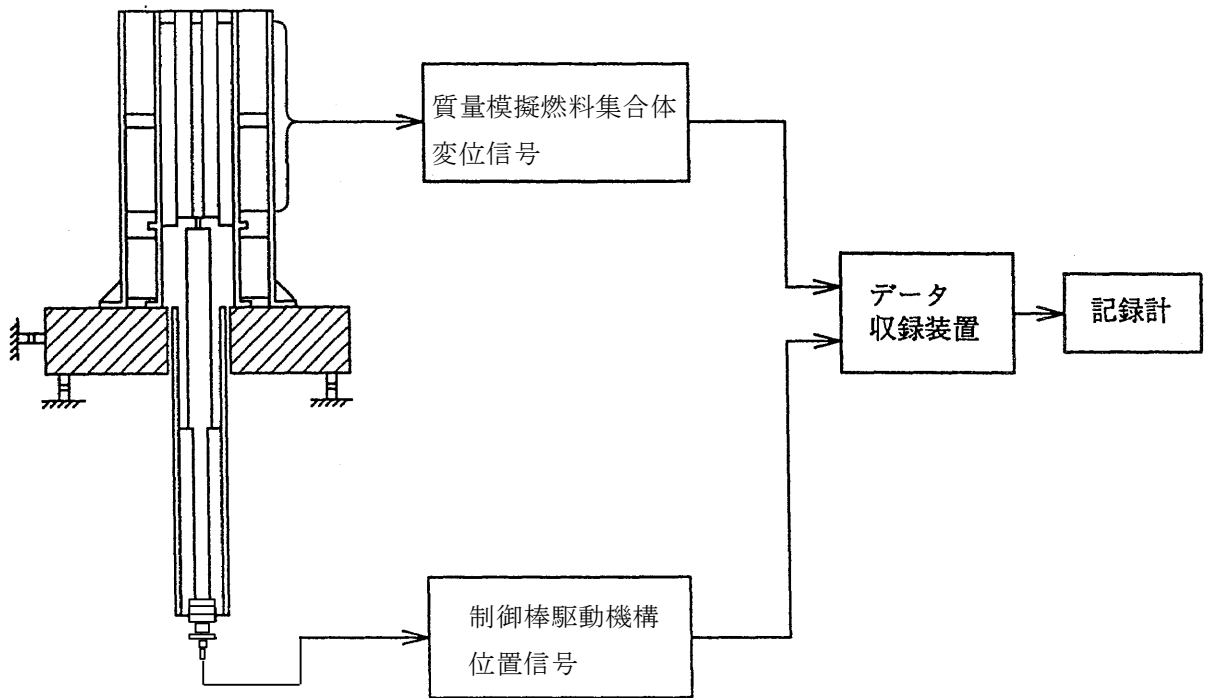 質量模擬燃料集合体
変位信号
データ
収録装置
記録計
制御棒駆動機構
位置信号